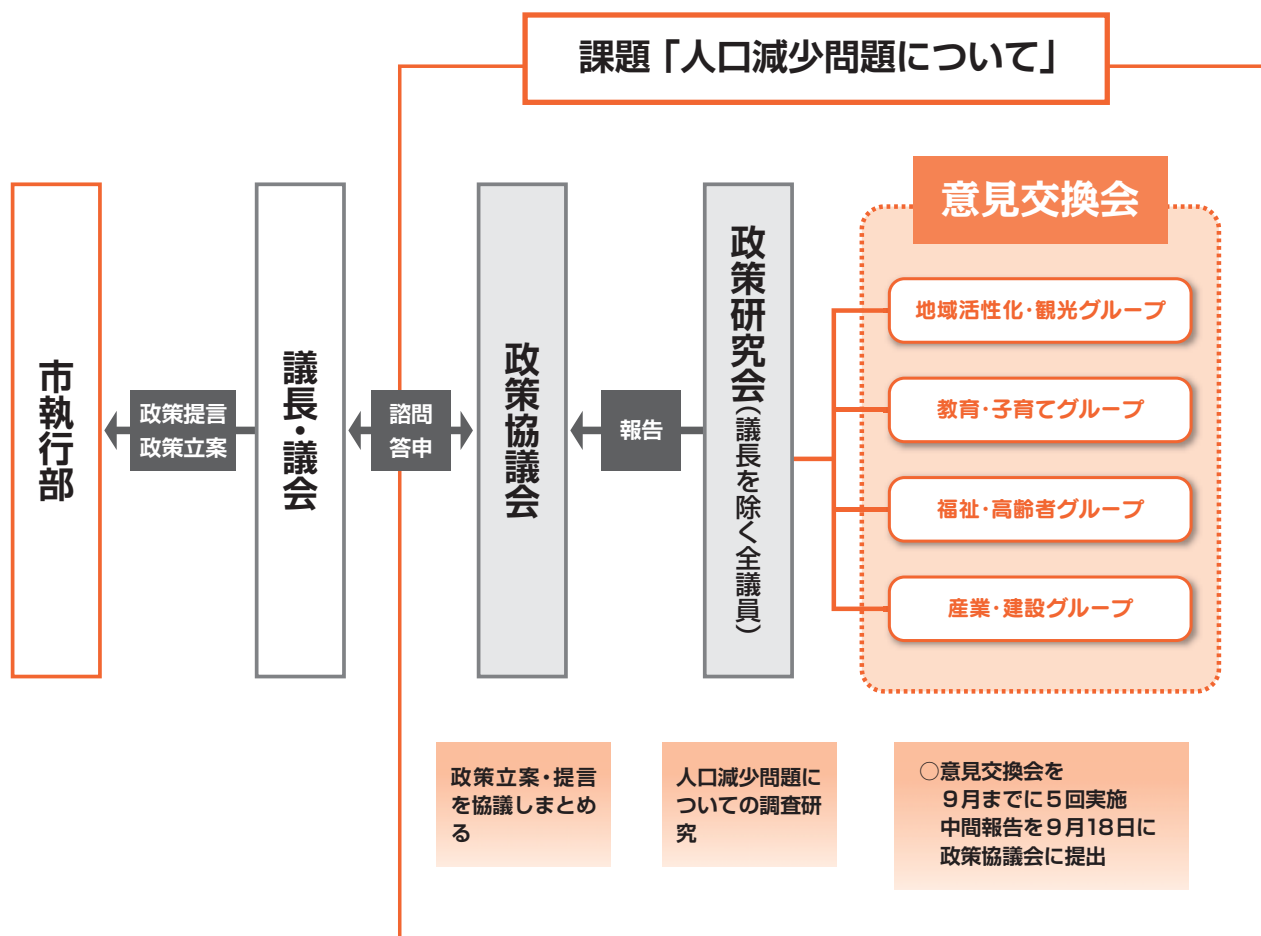 課題「人口減少問題について」
市執行部
政策提言
政策立案
議長・議会
諮問
答申
政策協議会
報告
政策研究会(議長を除く全議員)
意見交換会
地域活性化・観光グループ
教育・子育てグループ
福祉・高齢者グループ
産業・建設グループ
政策立案・提言
を協議しまとめ
る
人口減少問題に
ついての調査研
究
○意見交換会を
９月までに５回実施
中間報告を９月18日に
政策協議会に提出